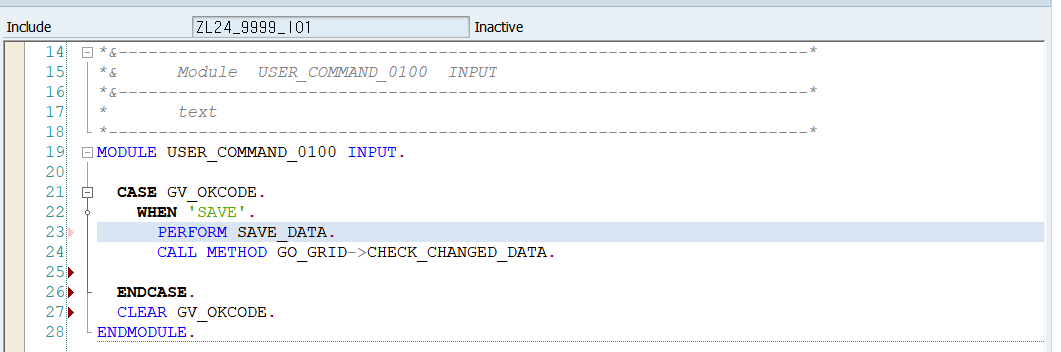 Include ZL24_9999_I01 Inactive
14 *&---------------------------------------------------------------------*
15 *&      Module  USER_COMMAND_0100  INPUT
16 *&---------------------------------------------------------------------*
17 *       text
18 *----------------------------------------------------------------------*
19 MODULE USER_COMMAND_0100 INPUT.
20
21   CASE GV_OKCODE.
22     WHEN 'SAVE'.
23       PERFORM SAVE_DATA.
24       CALL METHOD GO_GRID->CHECK_CHANGED_DATA.
25
26   ENDCASE.
27   CLEAR GV_OKCODE.
28 ENDMODULE.